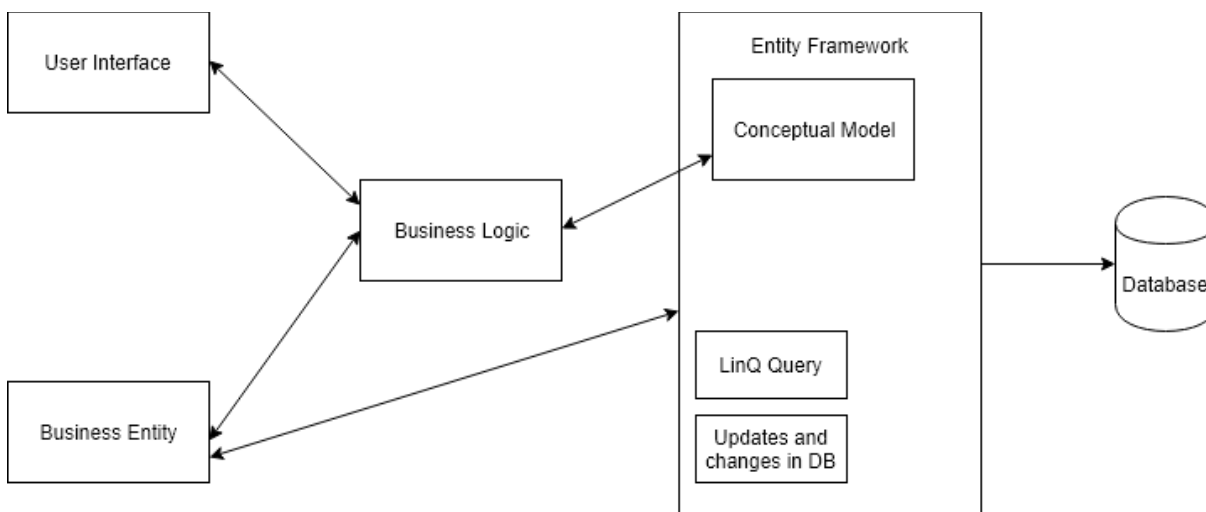 User Interface
Entity Framework
Conceptual Model
Business Logic
Database
LinQ Query
Business Entity
Updates and
changes in DB